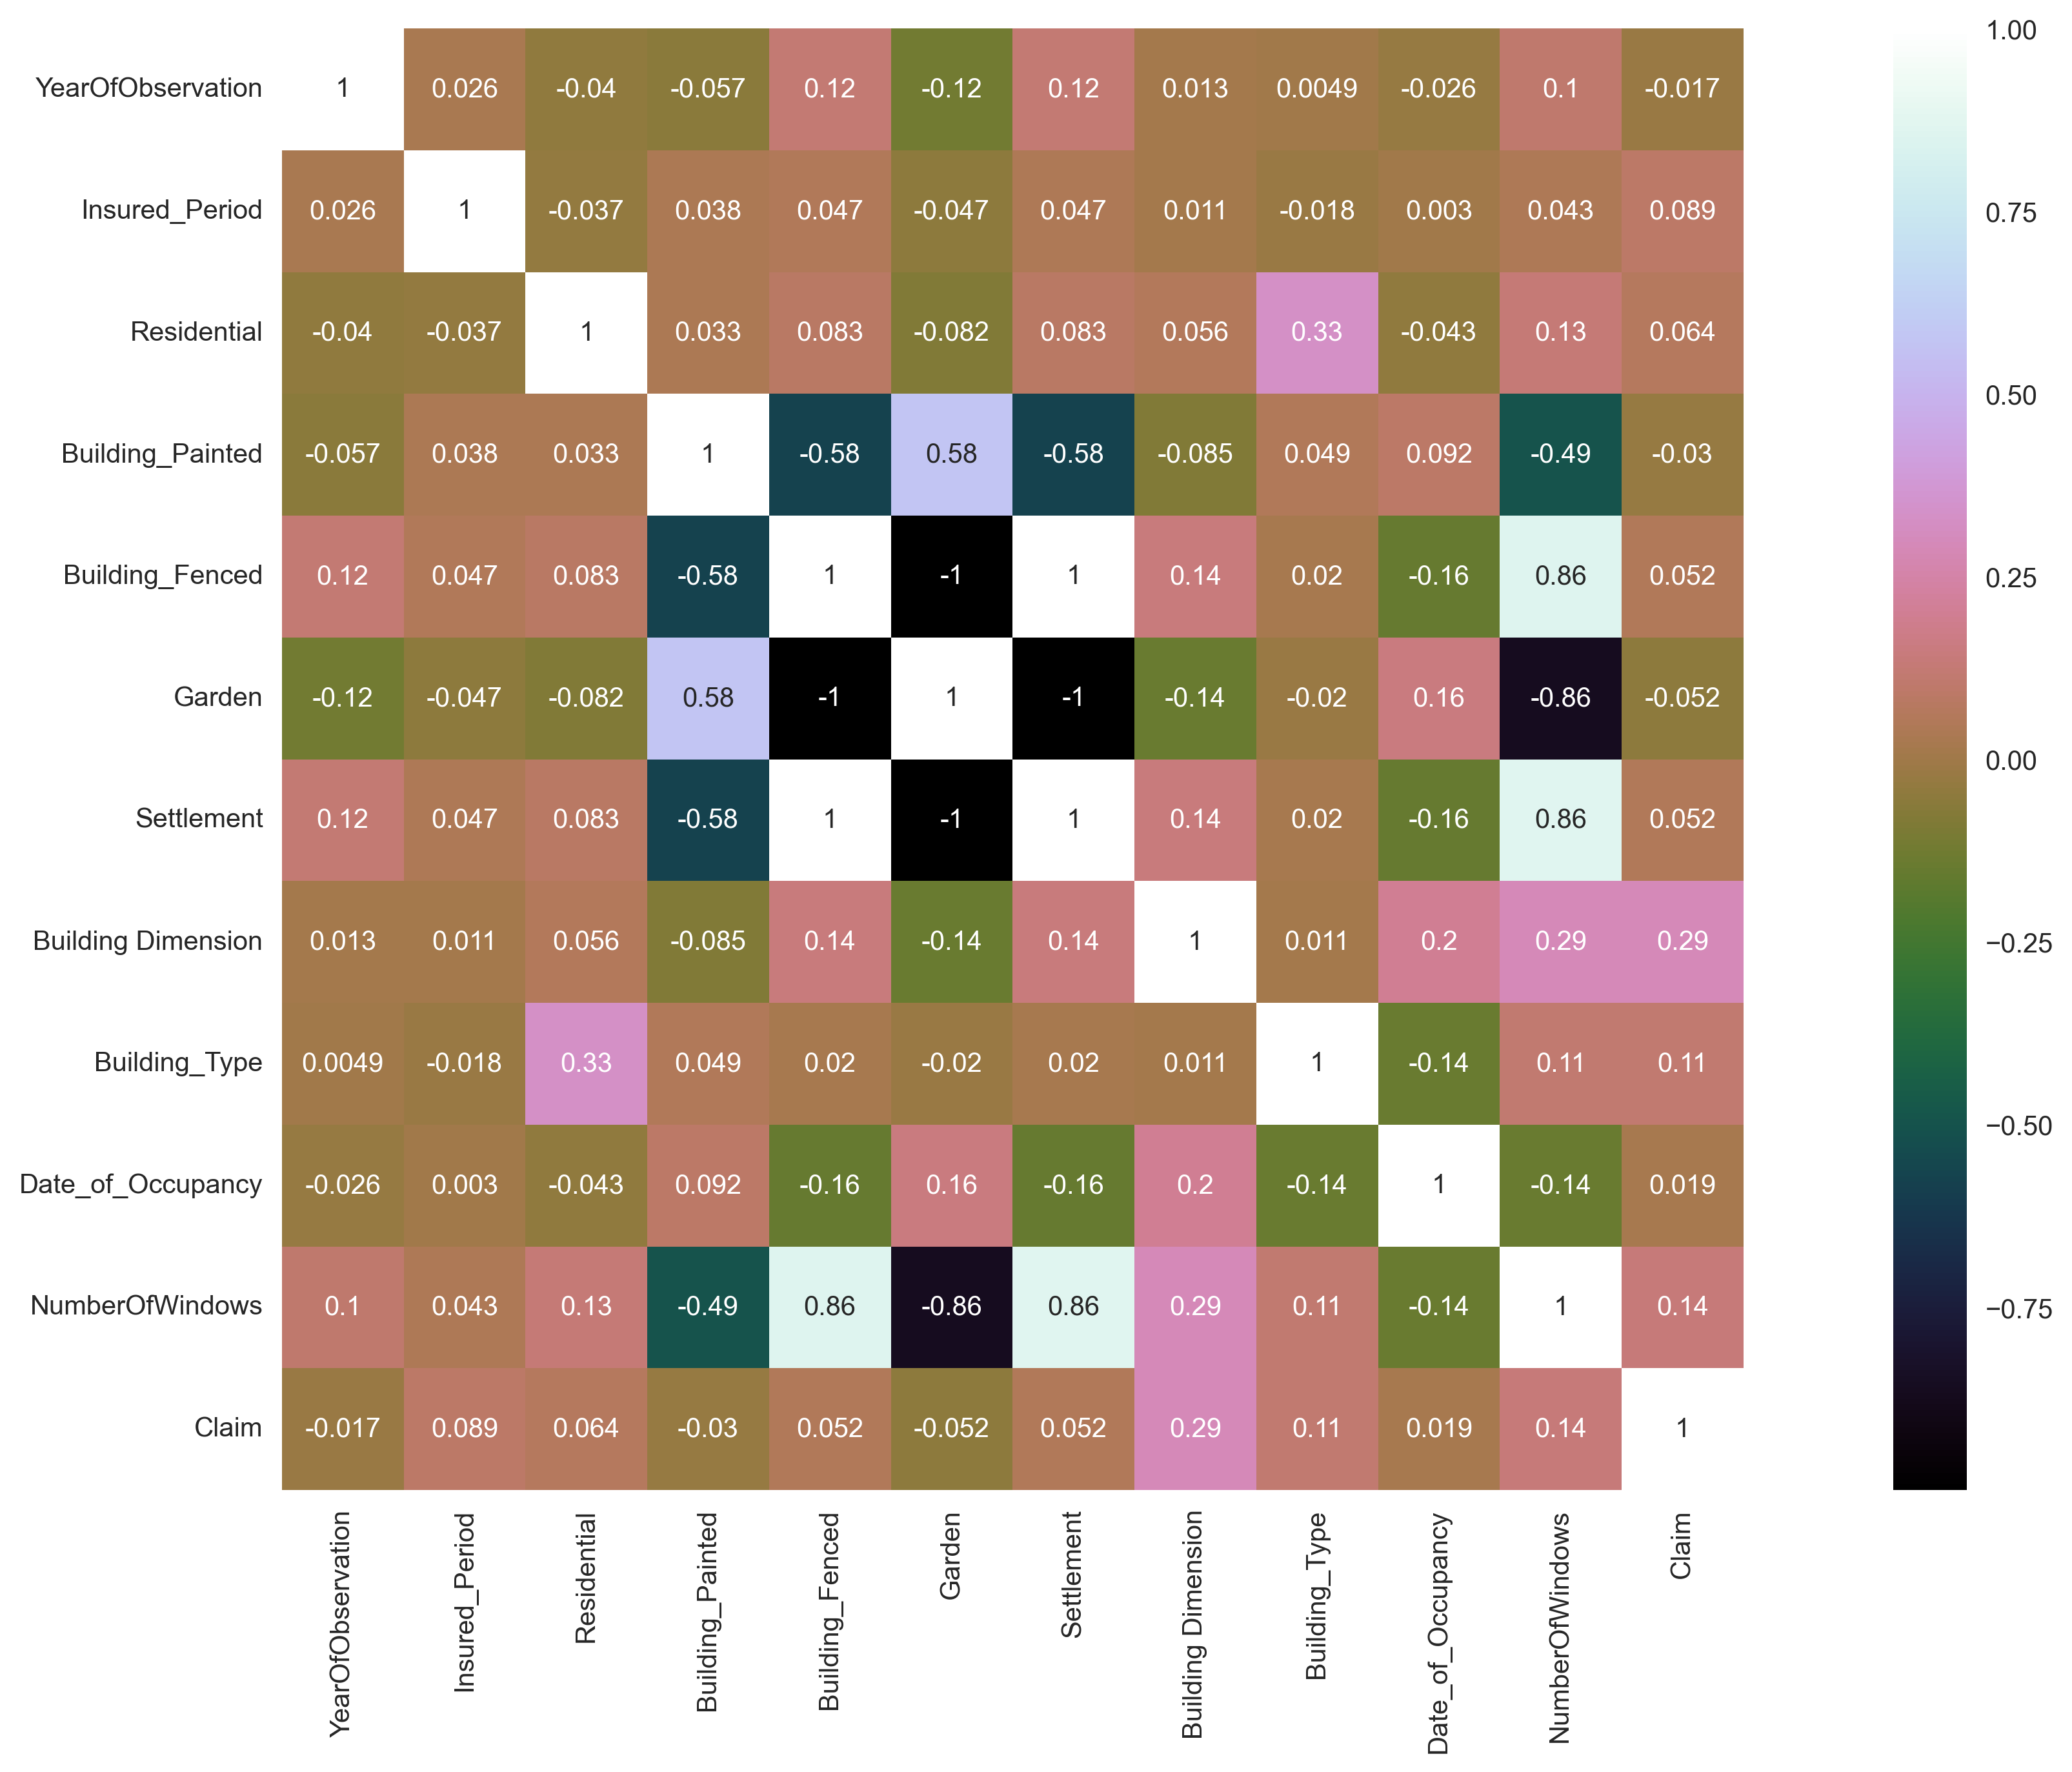 YearOfObservation 1 0.026 -0.04 -0.057 0.12 -0.12 0.12 0.013 0.0049 -0.026 0.1 -0.017
Insured_Period 0.026 1 -0.037 0.038 0.047 -0.047 0.047 0.011 -0.018 0.003 0.043 0.089
Residential -0.04 -0.037 1 0.033 0.083 -0.082 0.083 0.056 0.33 -0.043 0.13 0.064
Building_Painted -0.057 0.038 0.033 1 -0.58 0.58 -0.58 -0.085 0.049 0.092 -0.49 -0.03
Building_Fenced 0.12 0.047 0.083 -0.58 1 -1 1 0.14 0.02 -0.16 0.86 0.052
Garden -0.12 -0.047 -0.082 0.58 -1 1 -1 -0.14 -0.02 0.16 -0.86 -0.052
Settlement 0.12 0.047 0.083 -0.58 1 -1 1 0.14 0.02 -0.16 0.86 0.052
Building Dimension 0.013 0.011 0.056 -0.085 0.14 -0.14 0.14 1 0.011 0.2 0.29 0.29
Building_Type 0.0049 -0.018 0.33 0.049 0.02 -0.02 0.02 0.011 1 -0.14 0.11 0.11
Date_of_Occupancy -0.026 0.003 -0.043 0.092 -0.16 0.16 -0.16 0.2 -0.14 1 -0.14 0.019
NumberOfWindows 0.1 0.043 0.13 -0.49 0.86 -0.86 0.86 0.29 0.11 -0.14 1 0.14
Claim -0.017 0.089 0.064 -0.03 0.052 -0.052 0.052 0.29 0.11 0.019 0.14 1
YearOfObservation
Insured_Period
Residential
Building_Painted
Building_Fenced
Garden
Settlement
Building Dimension
Building_Type
Date_of_Occupancy
NumberOfWindows
Claim
1.00
0.75
0.50
0.25
0.00
−0.25
−0.50
−0.75